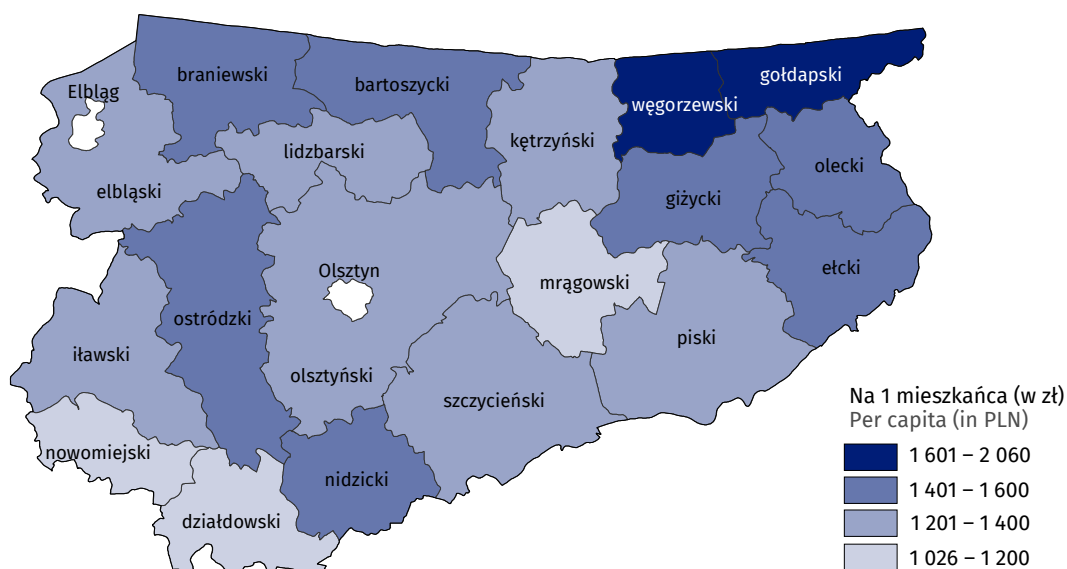 braniewski
bartoszycki
gołdapski
Elbląg
węgorzewski
kętrzyński
lidzbarski
olecki
elbląski
giżycki
Olsztyn
mrągowski
ełcki
ostródzki
piski
iławski
olsztyński
szczycieński
nowomiejski
nidzicki
działdowski
Na 1 mieszkańca (w zł)
Per capita (in PLN)
1 601 – 2 060
1 401 – 1 600
1 201 – 1 400
1 026 – 1 200